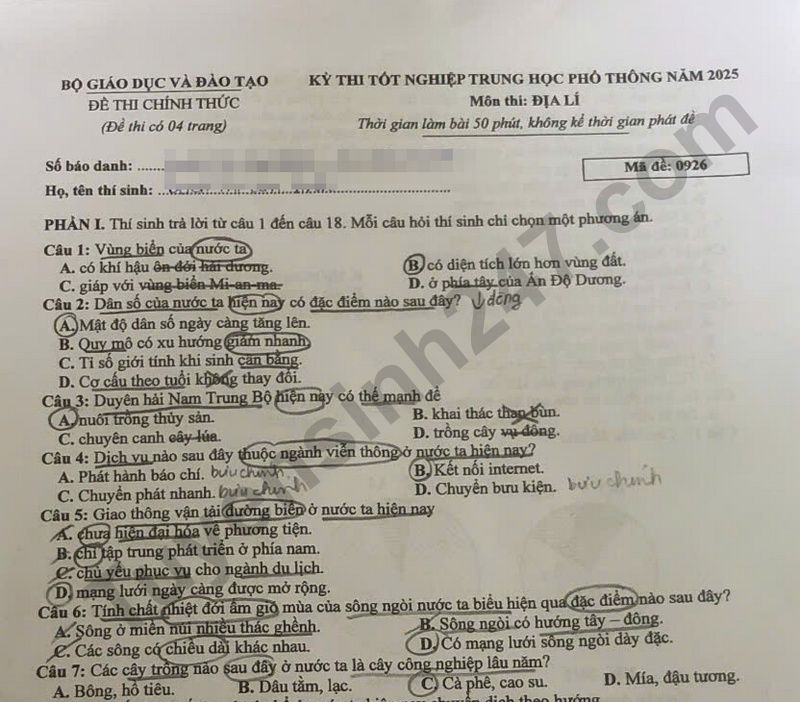 BỘ GIÁO DỤC VÀ ĐÀO TẠO
ĐỀ THI CHÍNH THỨC
(Đề thi có 04 trang)
KỲ THI TỐT NGHIỆP TRUNG HỌC PHỔ THÔNG NĂM 2025
Môn thi: ĐỊA LÍ
Thời gian làm bài 50 phút, không kể thời gian phát đề
Số báo danh:
Họ, tên thí sinh:
Mã đề: 0926
PHẦN I. Thí sinh trả lời từ câu 1 đến câu 18. Mỗi câu hỏi thí sinh chỉ chọn một phương án.
Câu 1: Vùng biển của nước ta
A. có khí hậu ôn đới hải dương. B. có diện tích lớn hơn vùng đất.
C. giáp với vùng biển Mi-an-ma. D. ở phía tây của Ấn Độ Dương.
Câu 2: Dân số của nước ta hiện nay có đặc điểm nào sau đây? ↓ đông
A. Mật độ dân số ngày càng tăng lên.
B. Quy mô có xu hướng giảm nhanh.
C. Tỉ số giới tính khi sinh cân bằng.
D. Cơ cấu theo tuổi không thay đổi.
Câu 3: Duyên hải Nam Trung Bộ hiện nay có thế mạnh để
A. nuôi trồng thủy sản. B. khai thác than bùn.
C. chuyên canh cây lúa. D. trồng cây vụ đông.
Câu 4: Dịch vụ nào sau đây thuộc ngành viễn thông ở nước ta hiện nay?
A. Phát hành báo chí. bưu chính B. Kết nối internet.
C. Chuyển phát nhanh. bưu chính D. Chuyển bưu kiện. bưu chính
Câu 5: Giao thông vận tải đường biển ở nước ta hiện nay
A. chưa hiện đại hóa về phương tiện.
B. chỉ tập trung phát triển ở phía nam.
C. chủ yếu phục vụ cho ngành du lịch.
D. mạng lưới ngày càng được mở rộng.
Câu 6: Tính chất nhiệt đới ẩm gió mùa của sông ngòi nước ta biểu hiện qua đặc điểm nào sau đây?
A. Sông ở miền núi nhiều thác ghềnh. B. Sông ngòi có hướng tây – đông.
C. Các sông có chiều dài khác nhau. D. Có mạng lưới sông ngòi dày đặc.
Câu 7: Các cây trồng nào sau đây ở nước ta là cây công nghiệp lâu năm?
A. Bông, hồ tiêu. B. Dâu tằm, lạc. C. Cà phê, cao su. D. Mía, đậu tương.